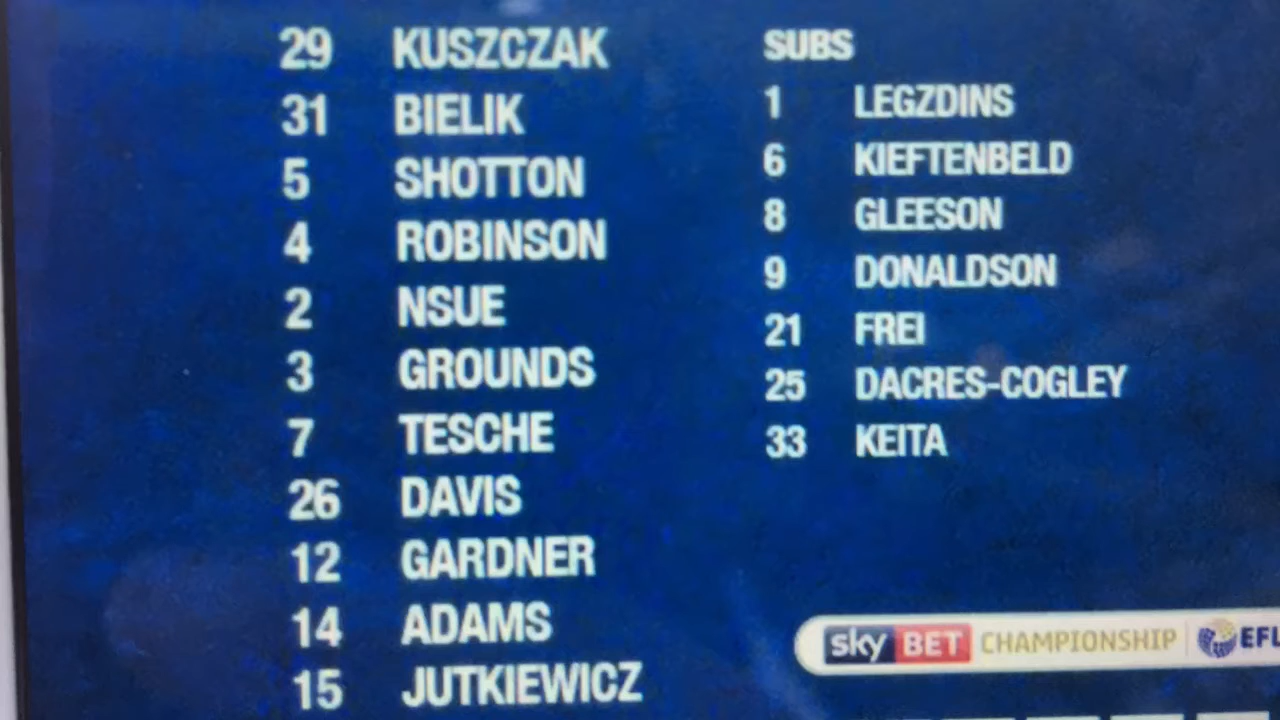 29 KUSZCZAK
31 BIELIK
5 SHOTTON
4 ROBINSON
2 NSUE
3 GROUNDS
7 TESCHE
26 DAVIS
12 GARDNER
14 ADAMS
15 JUTKIEWICZ
SUBS
1 LEGZDINS
6 KIEFTENBELD
8 GLEESON
9 DONALDSON
21 FREI
25 DACRES-COGLEY
33 KEITA
sky BET CHAMPIONSHIP EFL